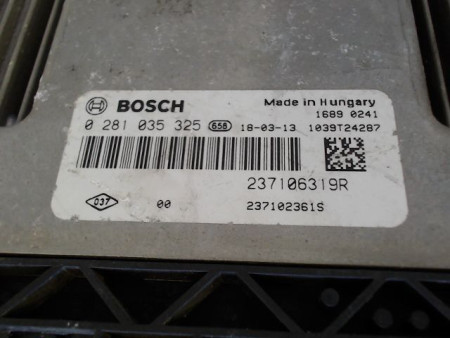 BOSCH Made in Hungary
1689 0241
0 281 035 325 658 18-03-13 1039T24287
237106319R
037 00 237102361S